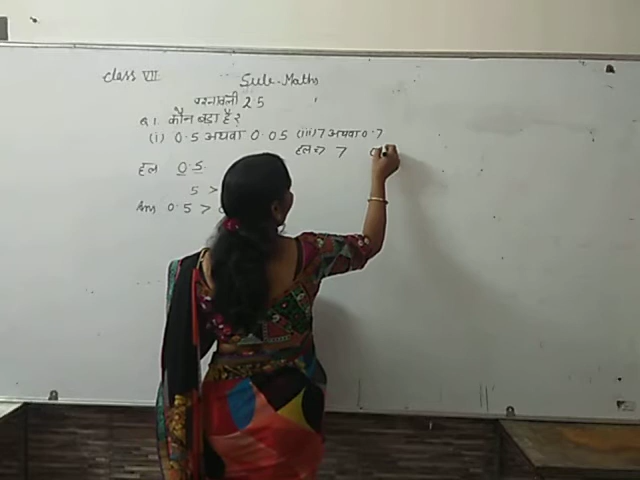 Class VII Sub-Maths
प्रश्नावली 2.5
Q.1. कौन बड़ा है?
(i) 0.5 अथवा 0.05 (iii) 7 अथवा 0.7
हल 0.5
हल⇒ 7
5 >
Ans 0.5 >